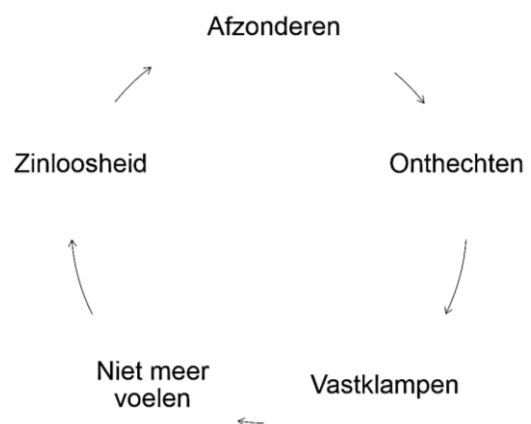 Afzonderen
Onthechten
Vastklampen
Niet meer
voelen
Zinloosheid